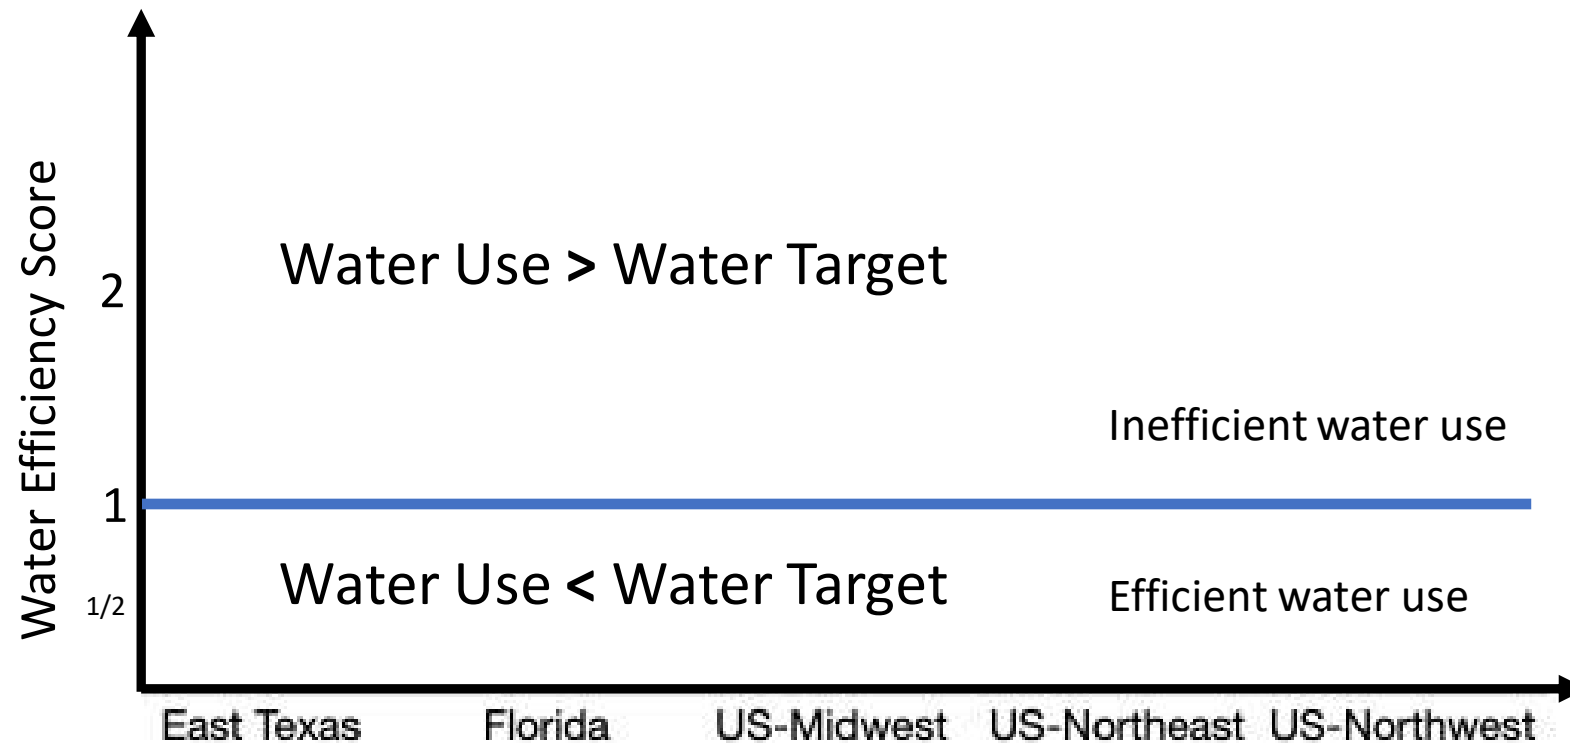 Water Efficiency Score
2
1
1/2
Water Use > Water Target
Inefficient water use
Water Use < Water Target
Efficient water use
East Texas Florida US-Midwest US-Northeast US-Northwest